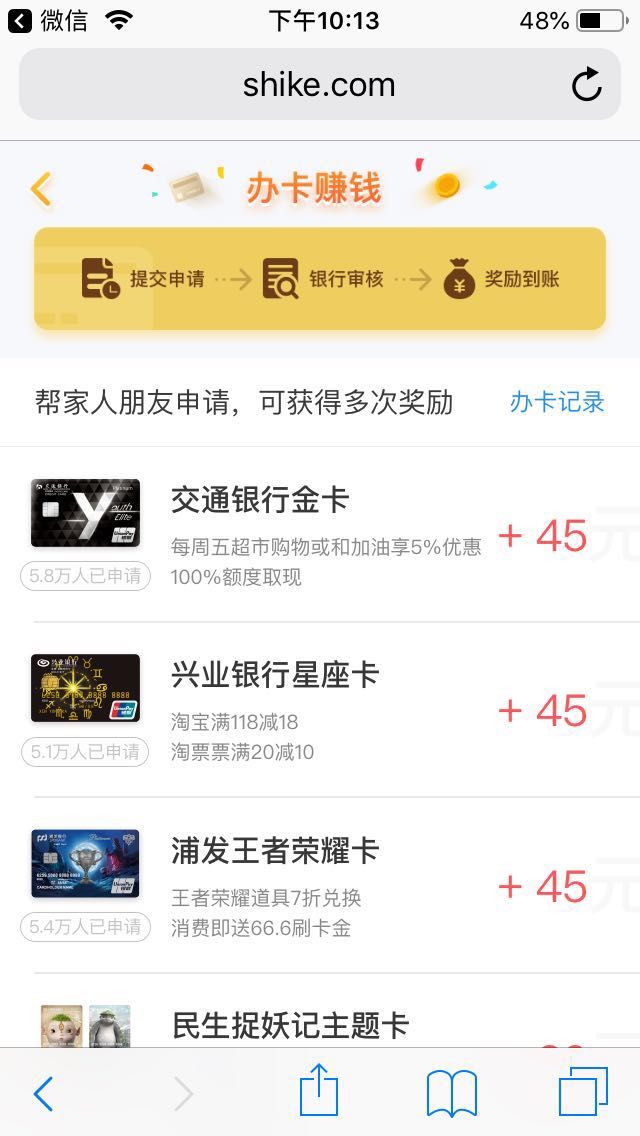 微信
下午10:13
48%
shike.com
办卡赚钱
提交申请
银行审核
奖励到账
帮家人朋友申请，可获得多次奖励
办卡记录
交通银行金卡
每周五超市购物或和加油享5%优惠
100%额度取现
+ 45元
5.8万人已申请
兴业银行星座卡
淘宝满118减18
淘票票满20减10
+ 45元
5.1万人已申请
浦发王者荣耀卡
王者荣耀道具7折兑换
消费即送66.6刷卡金
+ 45元
5.4万人已申请
民生捉妖记主题卡